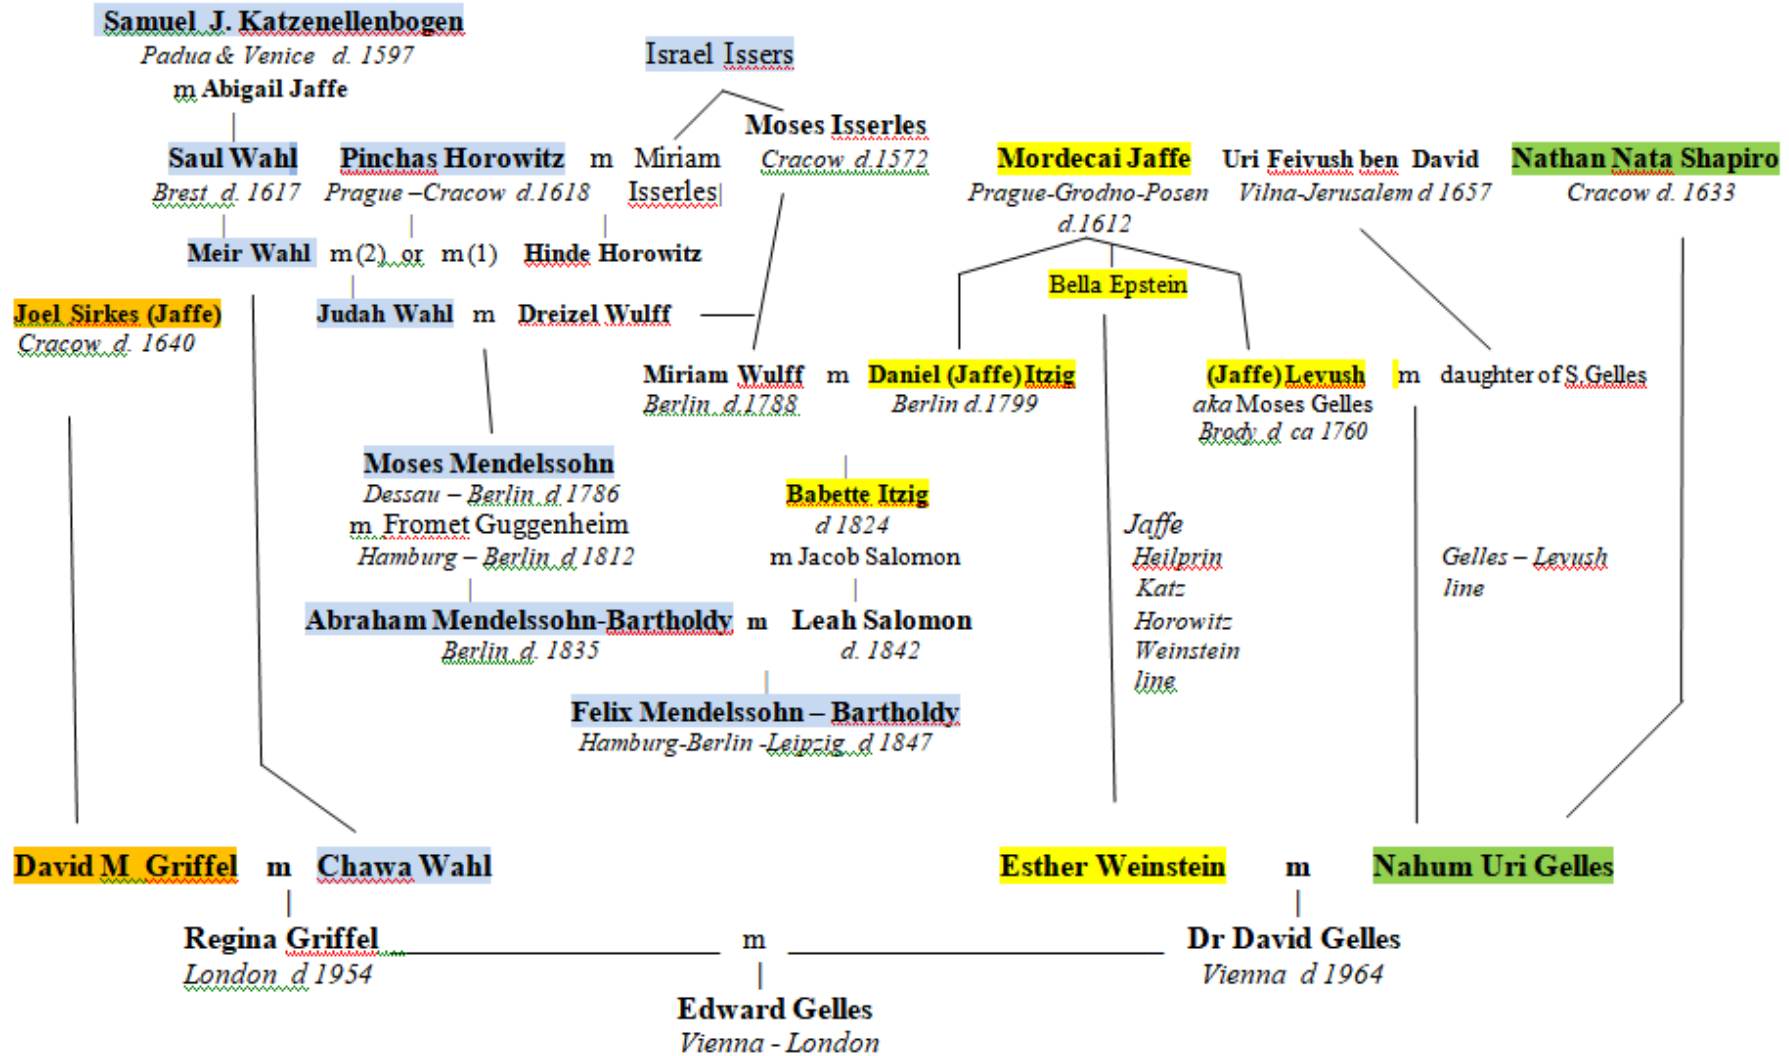 Samuel J. Katzenellenbogen
Padua & Venice d. 1597
m Abigail Jaffe
Israel Issers
Moses Isserles
Cracow d.1572
Saul Wahl
Brest d. 1617
Pinchas Horowitz m Miriam
Prague –Cracow d.1618 Isserles
Mordecai Jaffe
Prague-Grodno-Posen
d.1612
Uri Feivush ben David
Vilna-Jerusalem d 1657
Nathan Nata Shapiro
Cracow d. 1633
Meir Wahl m (2) or m (1) Hinde Horowitz
Bella Epstein
Joel Sirkes (Jaffe)
Cracow d. 1640
Judah Wahl m Dreizel Wulff
Miriam Wulff m Daniel (Jaffe) Itzig
Berlin d.1788 Berlin d.1799
(Jaffe) Levush m daughter of S.Gelles
aka Moses Gelles
Brody d ca 1760
Moses Mendelssohn
Dessau – Berlin d 1786
m Fromet Guggenheim
Hamburg – Berlin d 1812
Babette Itzig
d 1824
m Jacob Salomon
Jaffe
Heilprin
Katz
Horowitz
Weinstein
line
Gelles – Levush
line
Abraham Mendelssohn-Bartholdy m Leah Salomon
Berlin d. 1835 d. 1842
Felix Mendelssohn – Bartholdy
Hamburg-Berlin -Leipzig d 1847
David M Griffel m Chawa Wahl
Esther Weinstein m Nahum Uri Gelles
Regina Griffel m Dr David Gelles
London d 1954 Vienna d 1964
Edward Gelles
Vienna - London